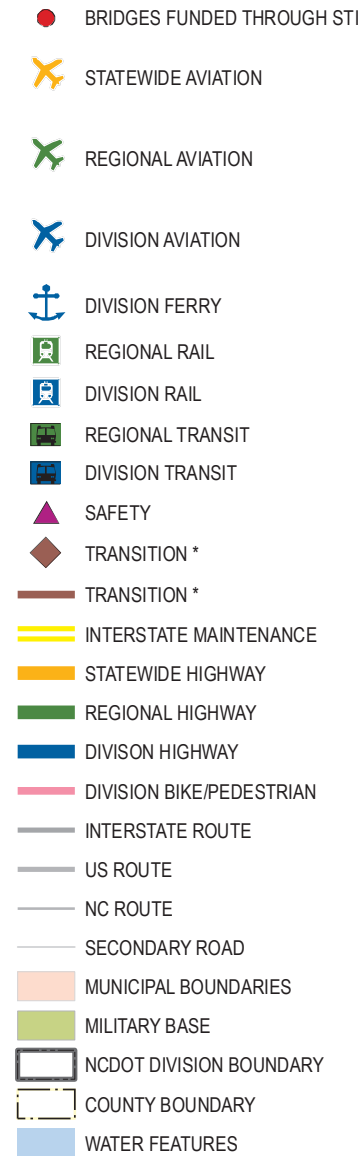 BRIDGES FUNDED THROUGH STI
STATEWIDE AVIATION
REGIONAL AVIATION
DIVISION AVIATION
DIVISION FERRY
REGIONAL RAIL
DIVISION RAIL
REGIONAL TRANSIT
DIVISION TRANSIT
SAFETY
TRANSITION *
TRANSITION *
INTERSTATE MAINTENANCE
STATEWIDE HIGHWAY
REGIONAL HIGHWAY
DIVISON HIGHWAY
DIVISION BIKE/PEDESTRIAN
INTERSTATE ROUTE
US ROUTE
NC ROUTE
SECONDARY ROAD
MUNICIPAL BOUNDARIES
MILITARY BASE
NCDOT DIVISION BOUNDARY
COUNTY BOUNDARY
WATER FEATURES